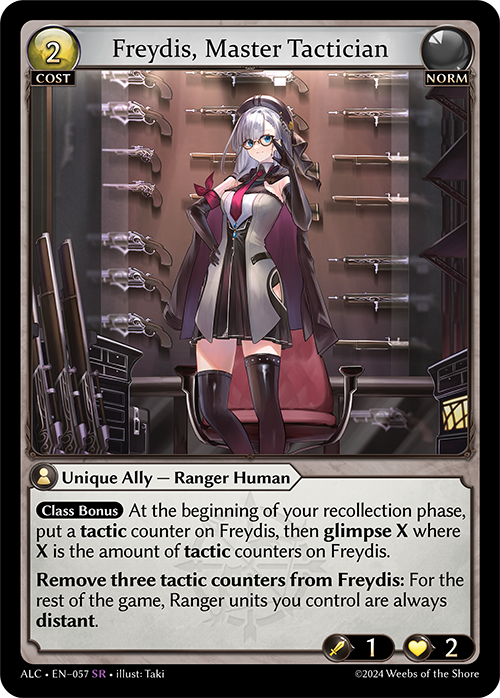 2
COST
Freydis, Master Tactician
NORM
Unique Ally — Ranger Human
Class Bonus At the beginning of your recollection phase,
put a tactic counter on Freydis, then glimpse X where
X is the amount of tactic counters on Freydis.
Remove three tactic counters from Freydis: For the
rest of the game, Ranger units you control are always
distant.
1
2
ALC • EN-057 SR • illust: Taki
©2024 Weebs of the Shore